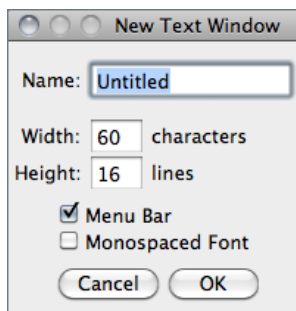 New Text Window
Name: Untitled
Width: 60 characters
Height: 16 lines
Menu Bar
Monospaced Font
Cancel OK